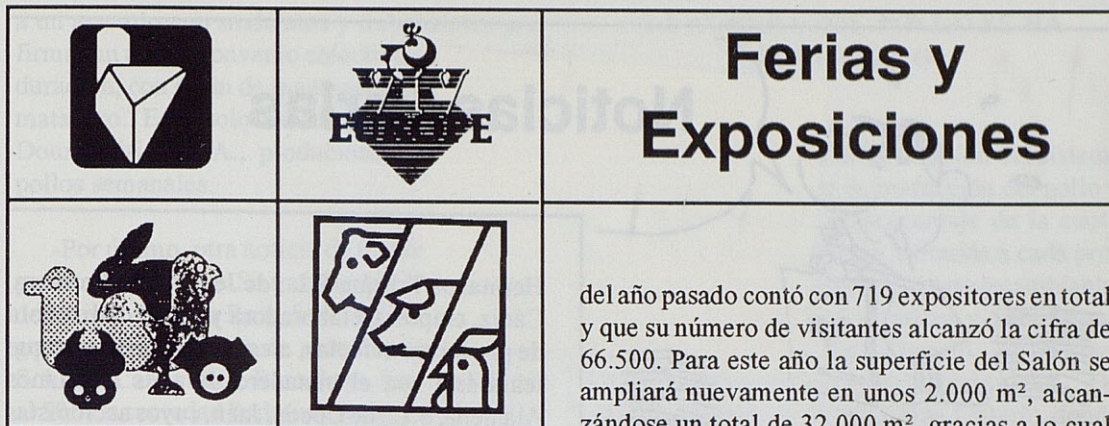 EUROPE
Ferias y
Exposiciones
del año pasado contó con 719 expositores en total
y que su número de visitantes alcanzó la cifra de
66.500. Para este año la superficie del Salón se
ampliará nuevamente en unos 2.000 m², alcan-
zándose un total de 32.000 m², gracias a lo cual